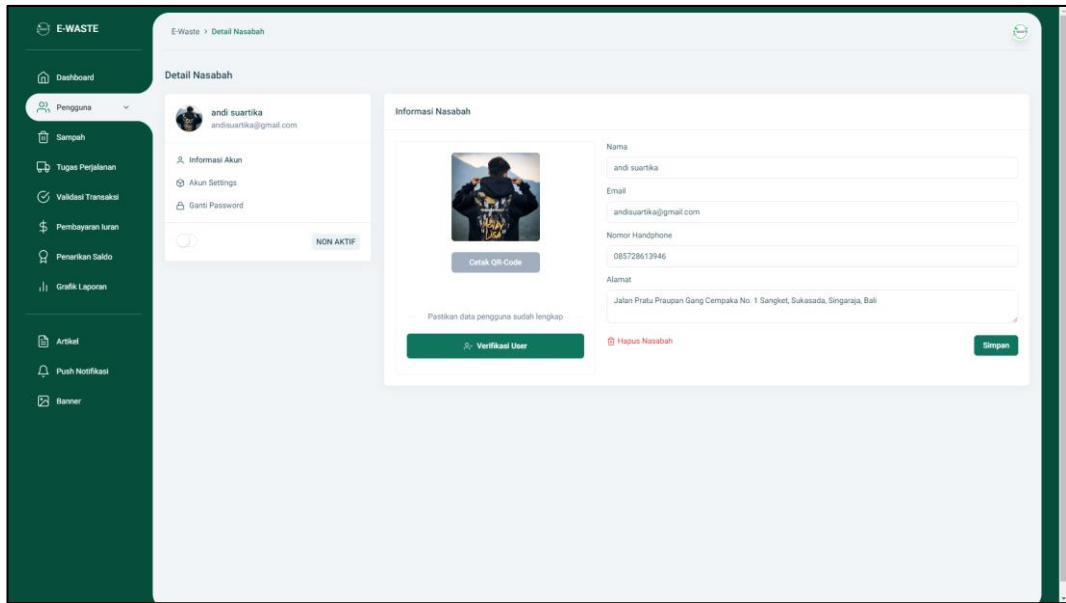 E-WASTE
Dashboard
Pengguna
Sampah
Tugas Perjalanan
Validasi Transaksi
Pembayaran Iuran
Penarikan Saldo
Grafik Laporan
Artikel
Push Notifikasi
Banner
E-Waste > Detail Nasabah
Detail Nasabah
andi suartika
andisuartika@gmail.com
Informasi Akun
Akun Settings
Ganti Password
NON AKTIF
Informasi Nasabah
Cetak QR-Code
Pastikan data pengguna sudah lengkap
Verifikasi User
Nama
andi suartika
Email
andisuartika@gmail.com
Nomor Handphone
085728613946
Alamat
Jalan Pratu Praupan Gang Cempaka No. 1 Sangket, Sukasada, Singaraja, Bali
Hapus Nasabah
Simpan